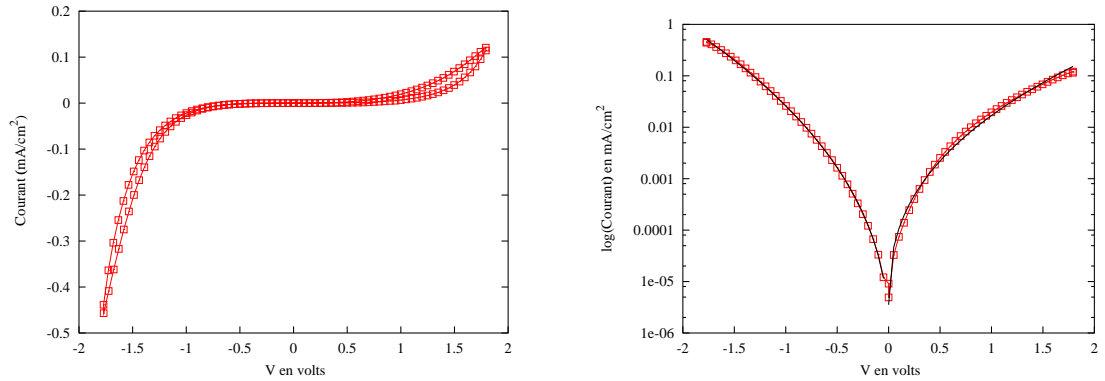 Courant (mA/cm²)
0.2
0.1
0
-0.1
-0.2
-0.3
-0.4
-0.5
-2 -1.5 -1 -0.5 0 0.5 1 1.5 2
V en volts
log(Courant) en mA/cm²
1
0.1
0.01
0.001
0.0001
1e-05
1e-06
-2 -1.5 -1 -0.5 0 0.5 1 1.5 2
V en volts